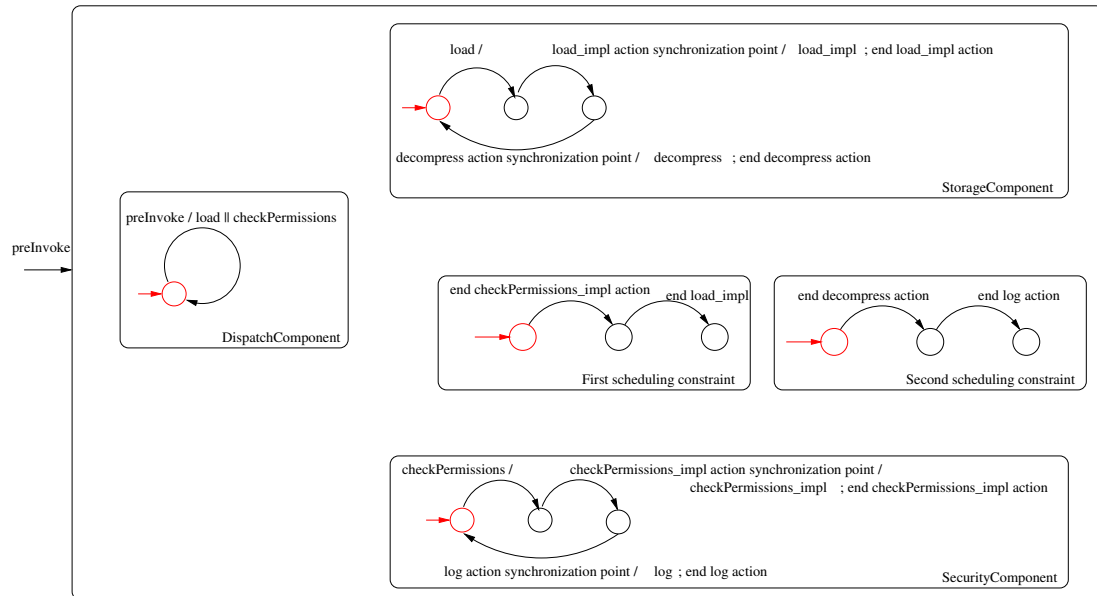 load /
load_impl action synchronization point / load_impl ; end load_impl action
decompress action synchronization point / decompress ; end decompress action
StorageComponent
preInvoke / load || checkPermissions
preInvoke
DispatchComponent
end checkPermissions_impl action
end load_impl
First scheduling constraint
end decompress action
end log action
Second scheduling constraint
checkPermissions /
checkPermissions_impl action synchronization point /
checkPermissions_impl ; end checkPermissions_impl action
log action synchronization point / log ; end log action
SecurityComponent